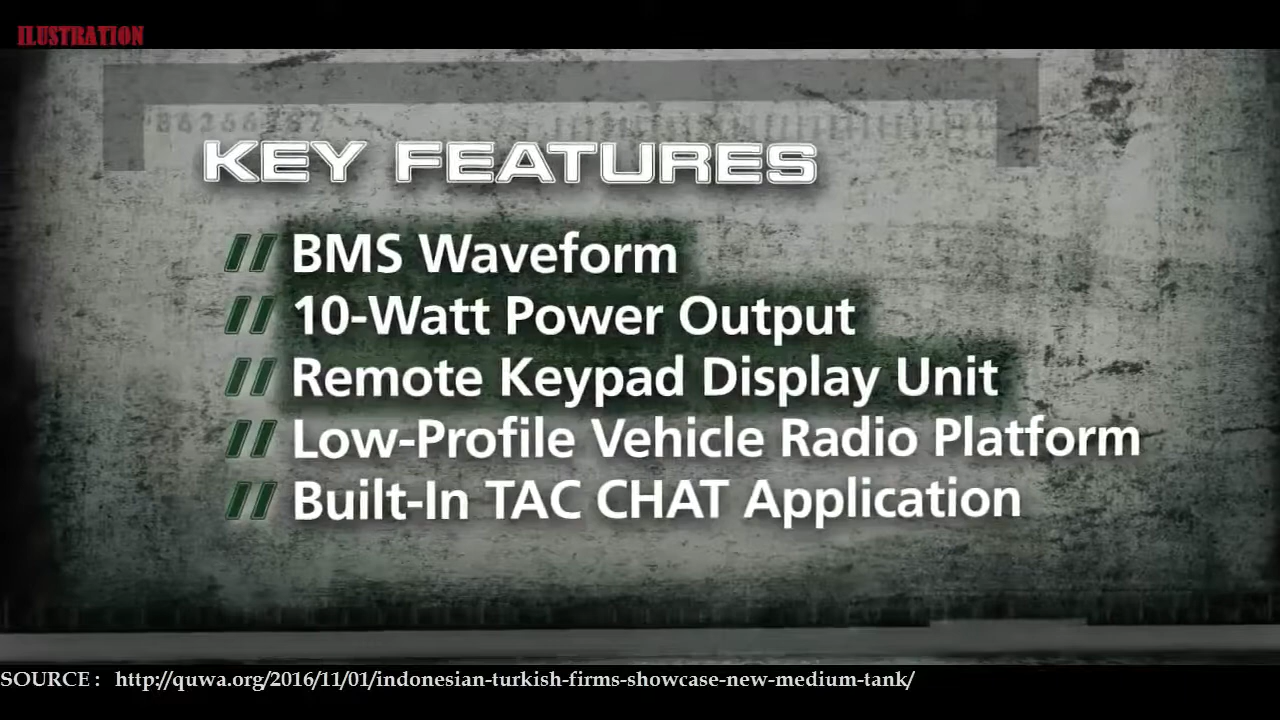 ILUSTRATION
KEY FEATURES
// BMS Waveform
// 10-Watt Power Output
// Remote Keypad Display Unit
// Low-Profile Vehicle Radio Platform
// Built-In TAC CHAT Application
SOURCE : http://quwa.org/2016/11/01/indonesian-turkish-firms-showcase-new-medium-tank/